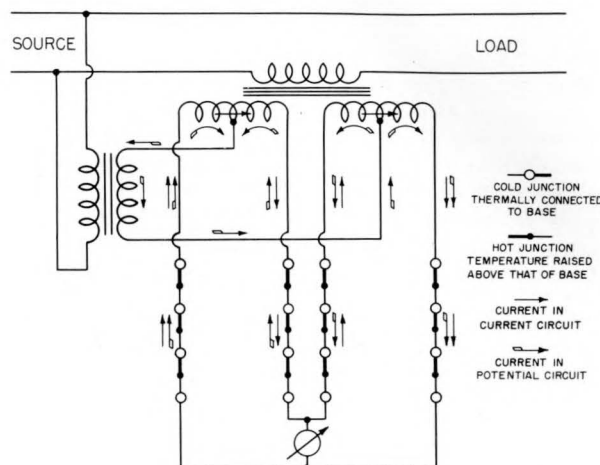 SOURCE
LOAD
COLD JUNCTION
THERMALLY CONNECTED
TO BASE
HOT JUNCTION
TEMPERATURE RAISED
ABOVE THAT OF BASE
CURRENT IN
CURRENT CIRCUIT
CURRENT IN
POTENTIAL CIRCUIT